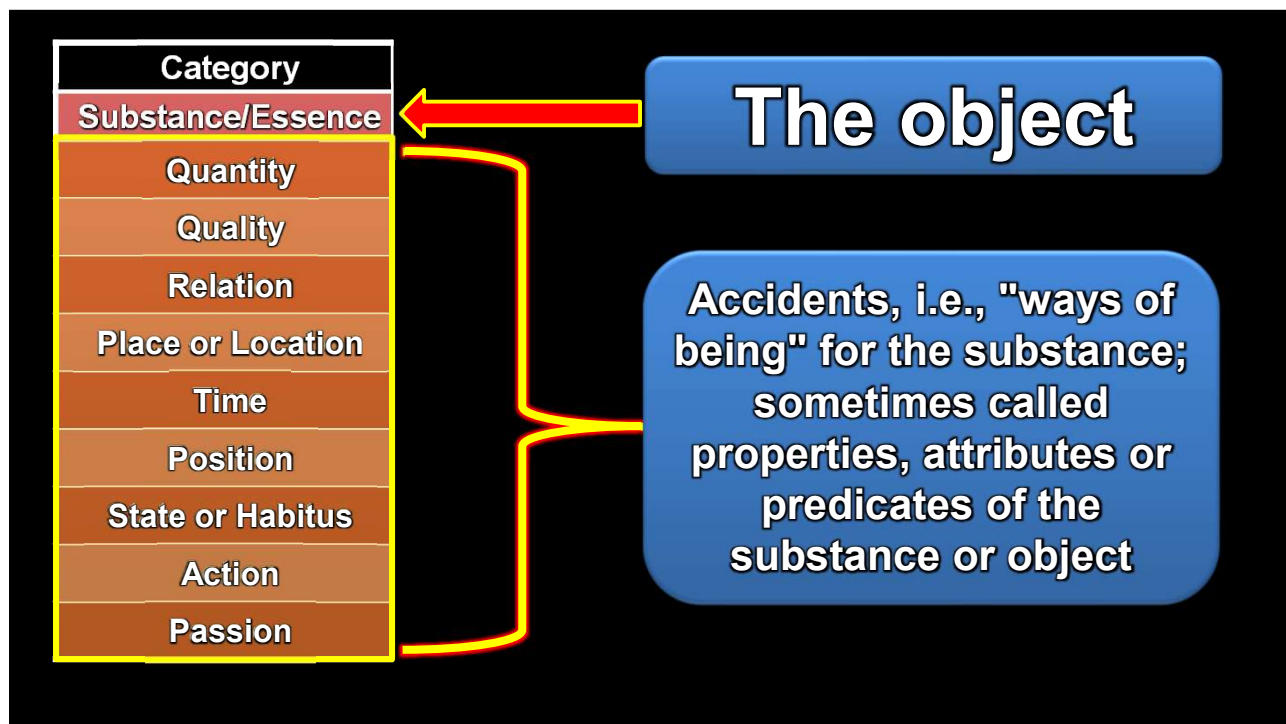 Category
Substance/Essence
Quantity
Quality
Relation
Place or Location
Time
Position
State or Habitus
Action
Passion
The object
Accidents, i.e., "ways of
being" for the substance;
sometimes called
properties, attributes or
predicates of the
substance or object